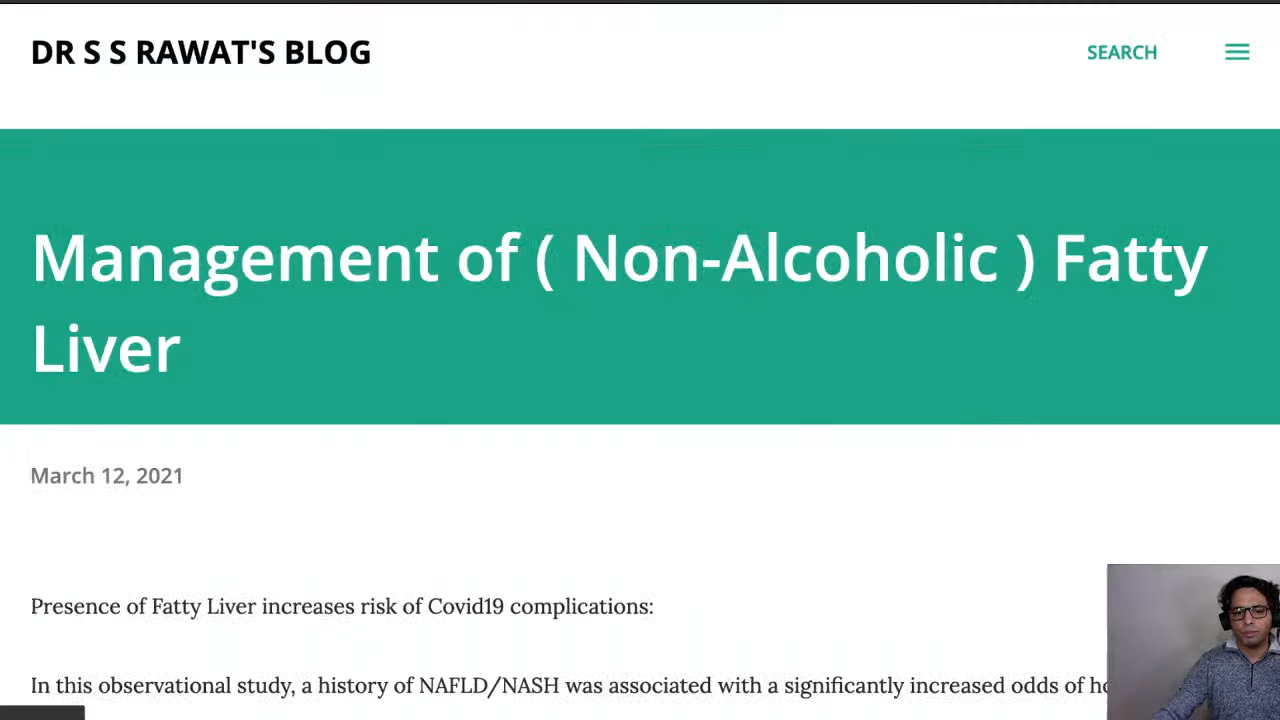 DR S S RAWAT'S BLOG
SEARCH
Management of ( Non-Alcoholic ) Fatty
Liver
March 12, 2021
Presence of Fatty Liver increases risk of Covid19 complications:
In this observational study, a history of NAFLD/NASH was associated with a significantly increased odds of